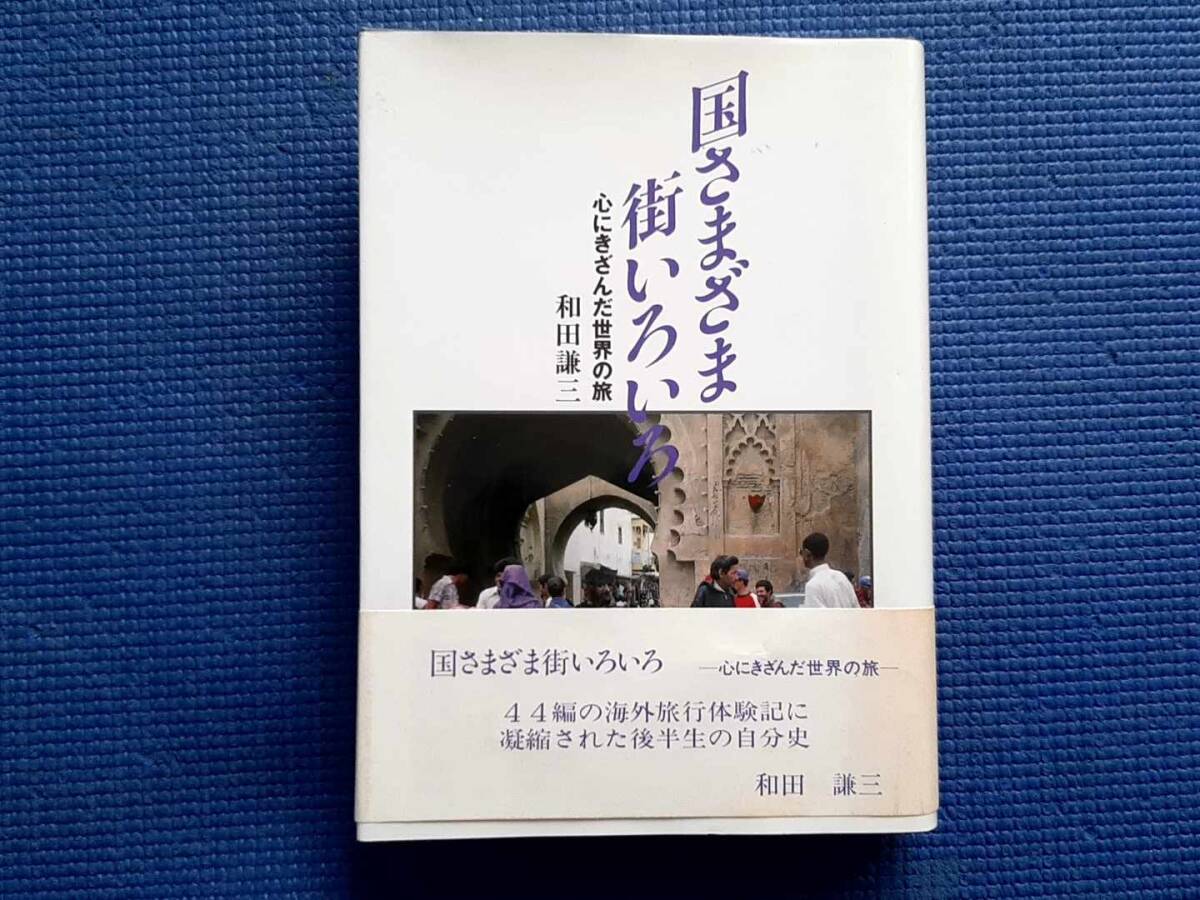 国さまざま
街いろいろ
心にきざんだ世界の旅
和田謙三
国さまざま街いろいろ ―心にきざんだ世界の旅―
44編の海外旅行体験記に
凝縮された後半生の自分史
和田 謙三